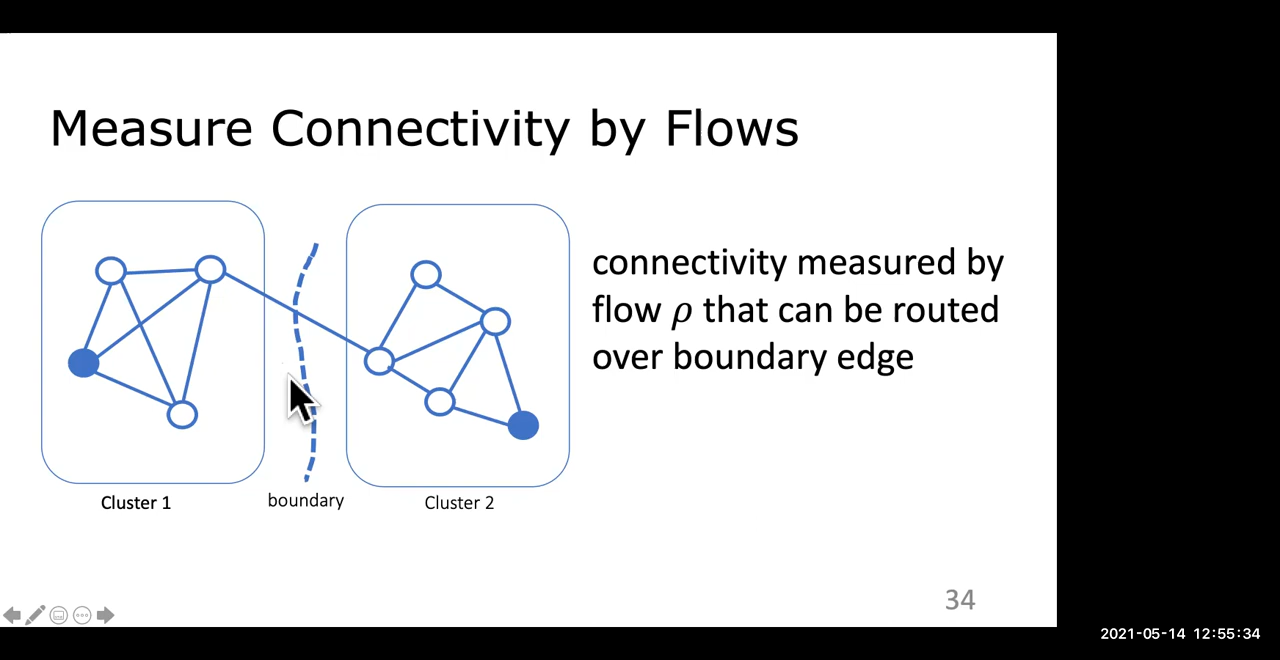 Measure Connectivity by Flows
connectivity measured by
flow ρ that can be routed
over boundary edge
Cluster 1
boundary
Cluster 2
34
2021-05-14 12:55:34